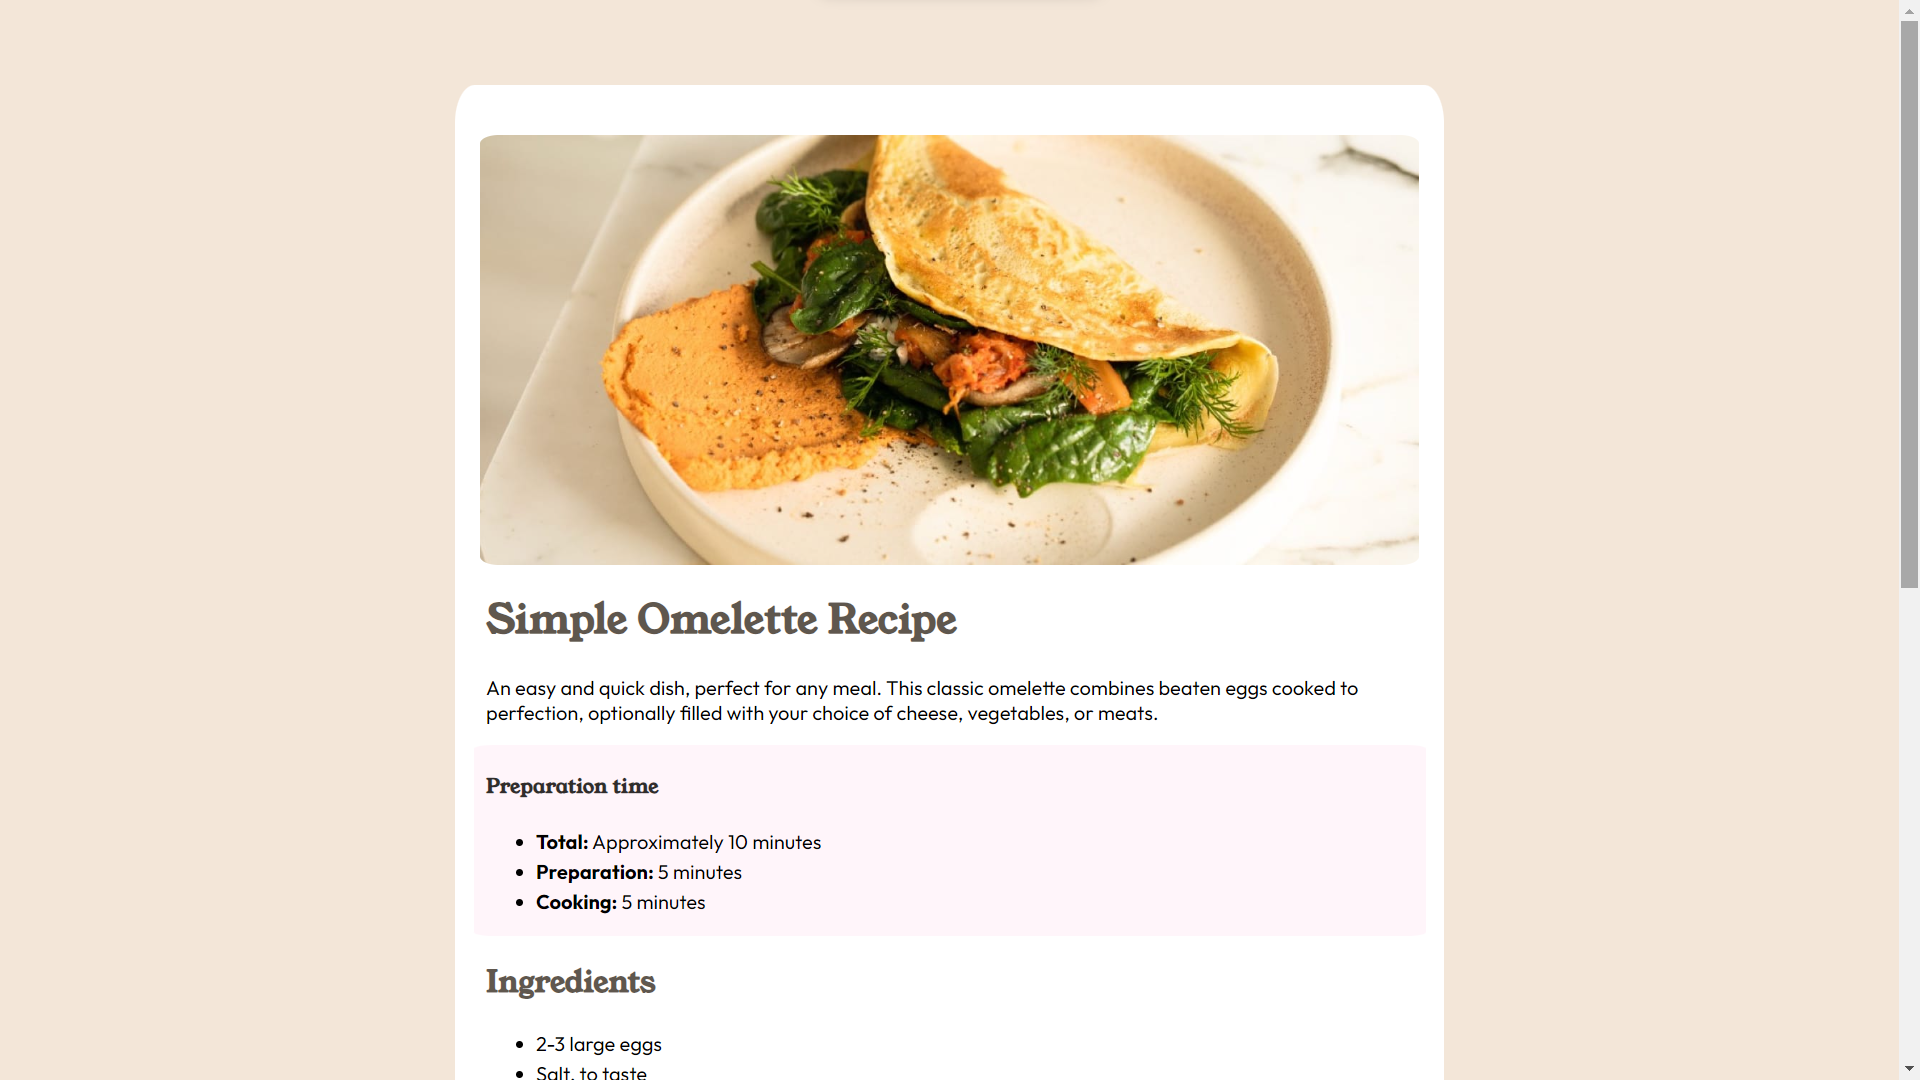 Simple Omelette Recipe
An easy and quick dish, perfect for any meal. This classic omelette combines beaten eggs cooked to
perfection, optionally filled with your choice of cheese, vegetables, or meats.
Preparation time
Total: Approximately 10 minutes
Preparation: 5 minutes
Cooking: 5 minutes
Ingredients
2-3 large eggs
Salt, to taste